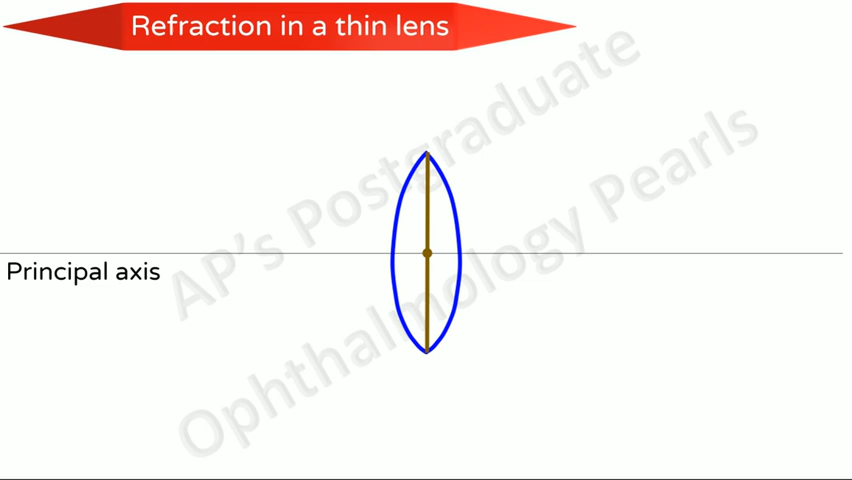 Refraction in a thin lens
AP's Postgraduate
Ophthalmology Pearls
Principal axis